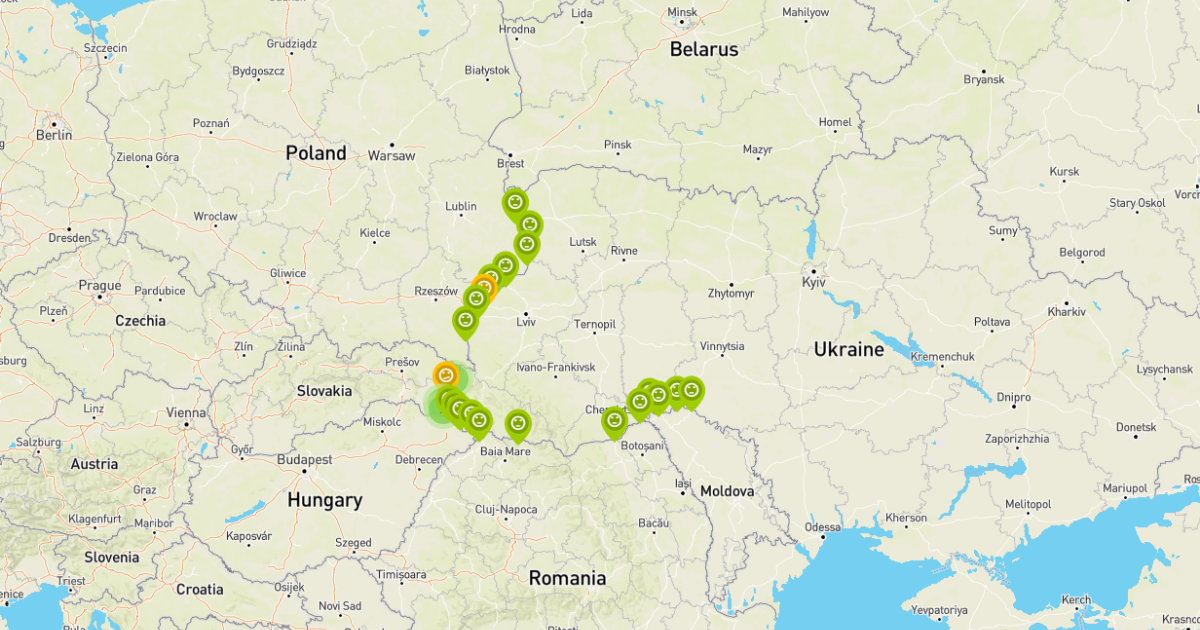 Lida
Minsk
Mahilyow
Hrodna
Szczecin
Grudziądz
Belarus
Bydgoszcz
Białystok
Bryansk
Poznań
Homel
Berlin
Pinsk
Mazyr
Zielona Góra
Poland
Warsaw
Brest
Kursk
Lublin
Stary Oskol
Wroclaw
Kielce
Dresden
Lutsk
Rivne
Sumy
Belgorod
Gliwice
Prague
Pardubice
Rzeszów
Zhytomyr
Kyiv
Plzeň
Czechia
Lviv
Ternopil
Kharkiv
Poltava
Zlín
Žilina
Vinnytsia
Ukraine
Kremenchuk
Prešov
Ivano-Frankivsk
Lysychansk
Slovakia
Dnipro
Linz
Vienna
Miskolc
Donetsk
Salzburg
Győr
Budapest
Debrecen
Baia Mare
Botoșani
Zaporizhzhia
Austria
Graz
Hungary
Iași
Moldova
Mariupol
Melitopol
Klagenfurt
Maribor
Cluj-Napoca
Bacău
Odessa
Kherson
Kaposvár
Szeged
Slovenia
Triest
Croatia
Osijek
Timișoara
Romania
Novi Sad
Yevpatoriya
Kerch